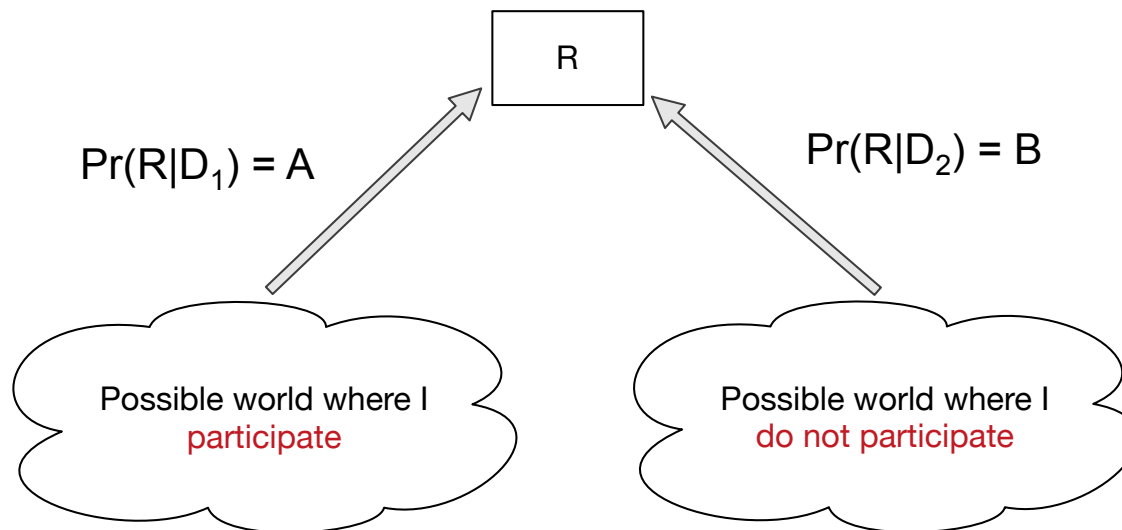 R
Pr(R|D₁) = A
Pr(R|D₂) = B
Possible world where I
participate
Possible world where I
do not participate